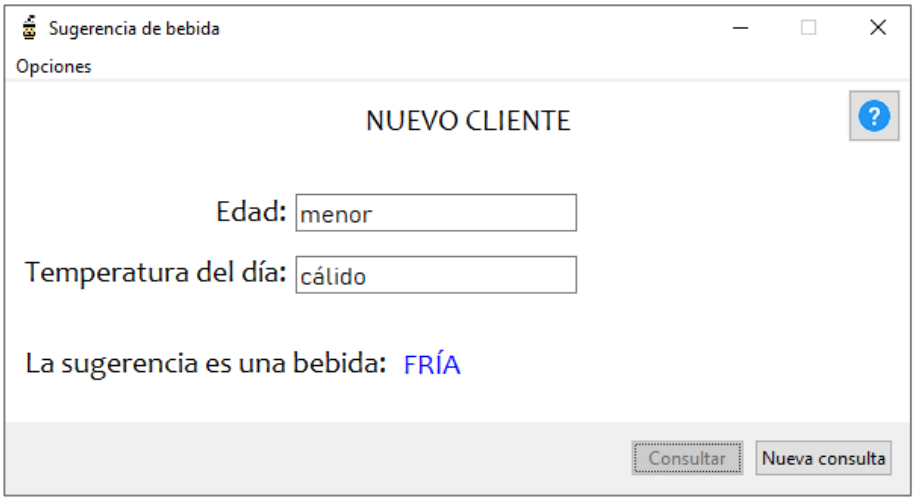 Sugerencia de bebida
Opciones
NUEVO CLIENTE
?
Edad: menor
Temperatura del día: cálido
La sugerencia es una bebida: FRÍA
Consultar Nueva consulta